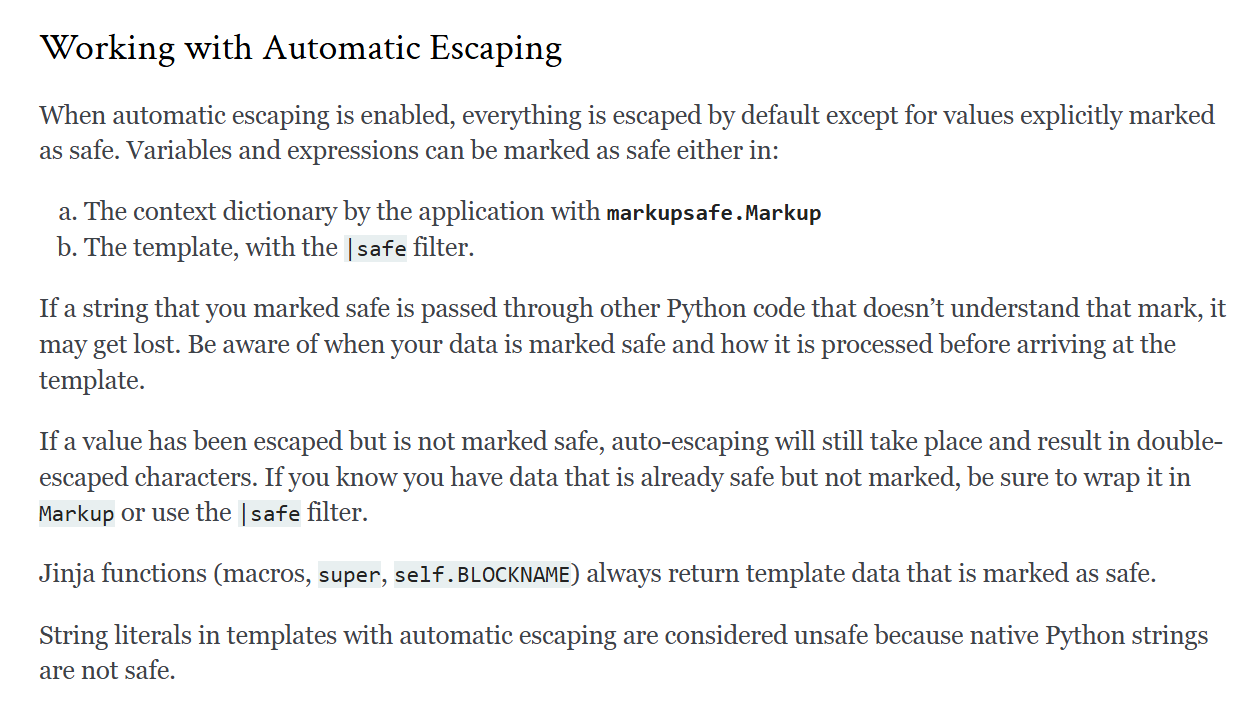 Working with Automatic Escaping
When automatic escaping is enabled, everything is escaped by default except for values explicitly marked
as safe. Variables and expressions can be marked as safe either in:
a. The context dictionary by the application with markupsafe.Markup
b. The template, with the |safe filter.
If a string that you marked safe is passed through other Python code that doesn’t understand that mark, it
may get lost. Be aware of when your data is marked safe and how it is processed before arriving at the
template.
If a value has been escaped but is not marked safe, auto-escaping will still take place and result in double-
escaped characters. If you know you have data that is already safe but not marked, be sure to wrap it in
Markup or use the |safe filter.
Jinja functions (macros, super, self.BLOCKNAME) always return template data that is marked as safe.
String literals in templates with automatic escaping are considered unsafe because native Python strings
are not safe.